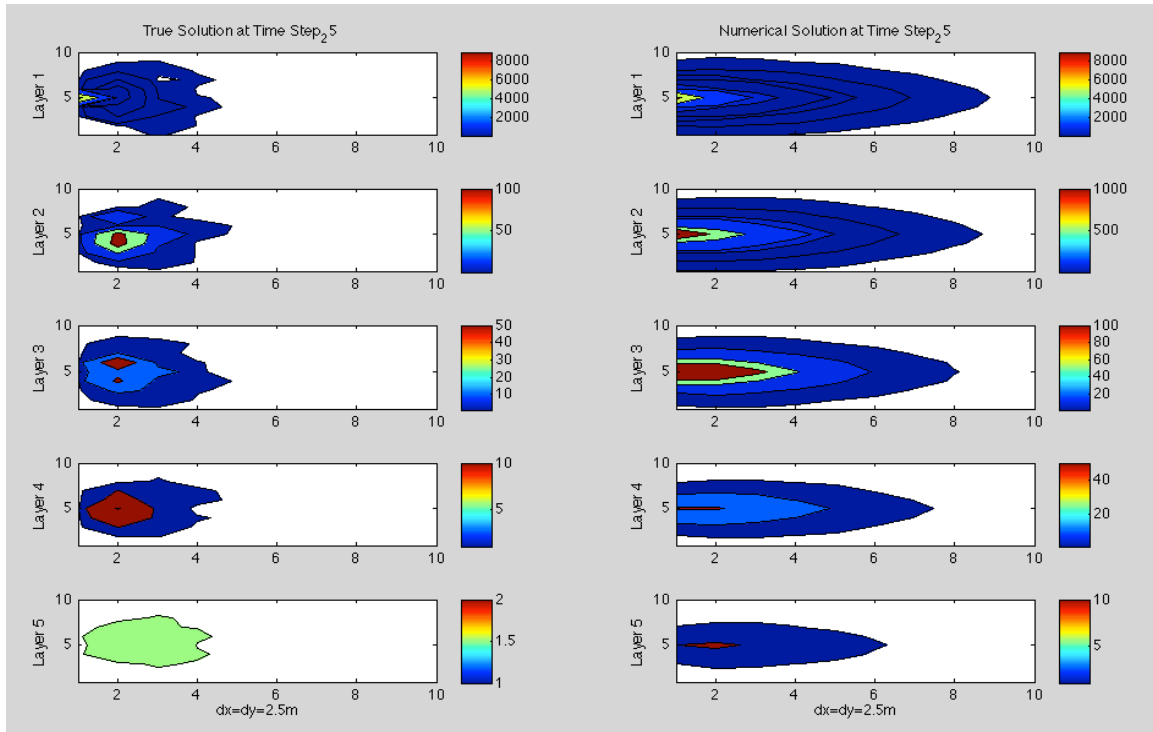 True Solution at Time Step₂5
10
5
Layer 1
2 4 6 8 10
8000
6000
4000
2000
Numerical Solution at Time Step₂5
10
5
Layer 1
2 4 6 8 10
8000
6000
4000
2000
10
5
Layer 2
2 4 6 8 10
100
50
10
5
Layer 2
2 4 6 8 10
1000
500
10
5
Layer 3
2 4 6 8 10
50
40
30
20
10
10
5
Layer 3
2 4 6 8 10
100
80
60
40
20
10
5
Layer 4
2 4 6 8 10
10
5
10
5
Layer 4
2 4 6 8 10
40
20
10
5
Layer 5
2 4 6 8 10
dx=dy=2.5m
2
1.5
1
10
5
Layer 5
2 4 6 8 10
dx=dy=2.5m
10
5